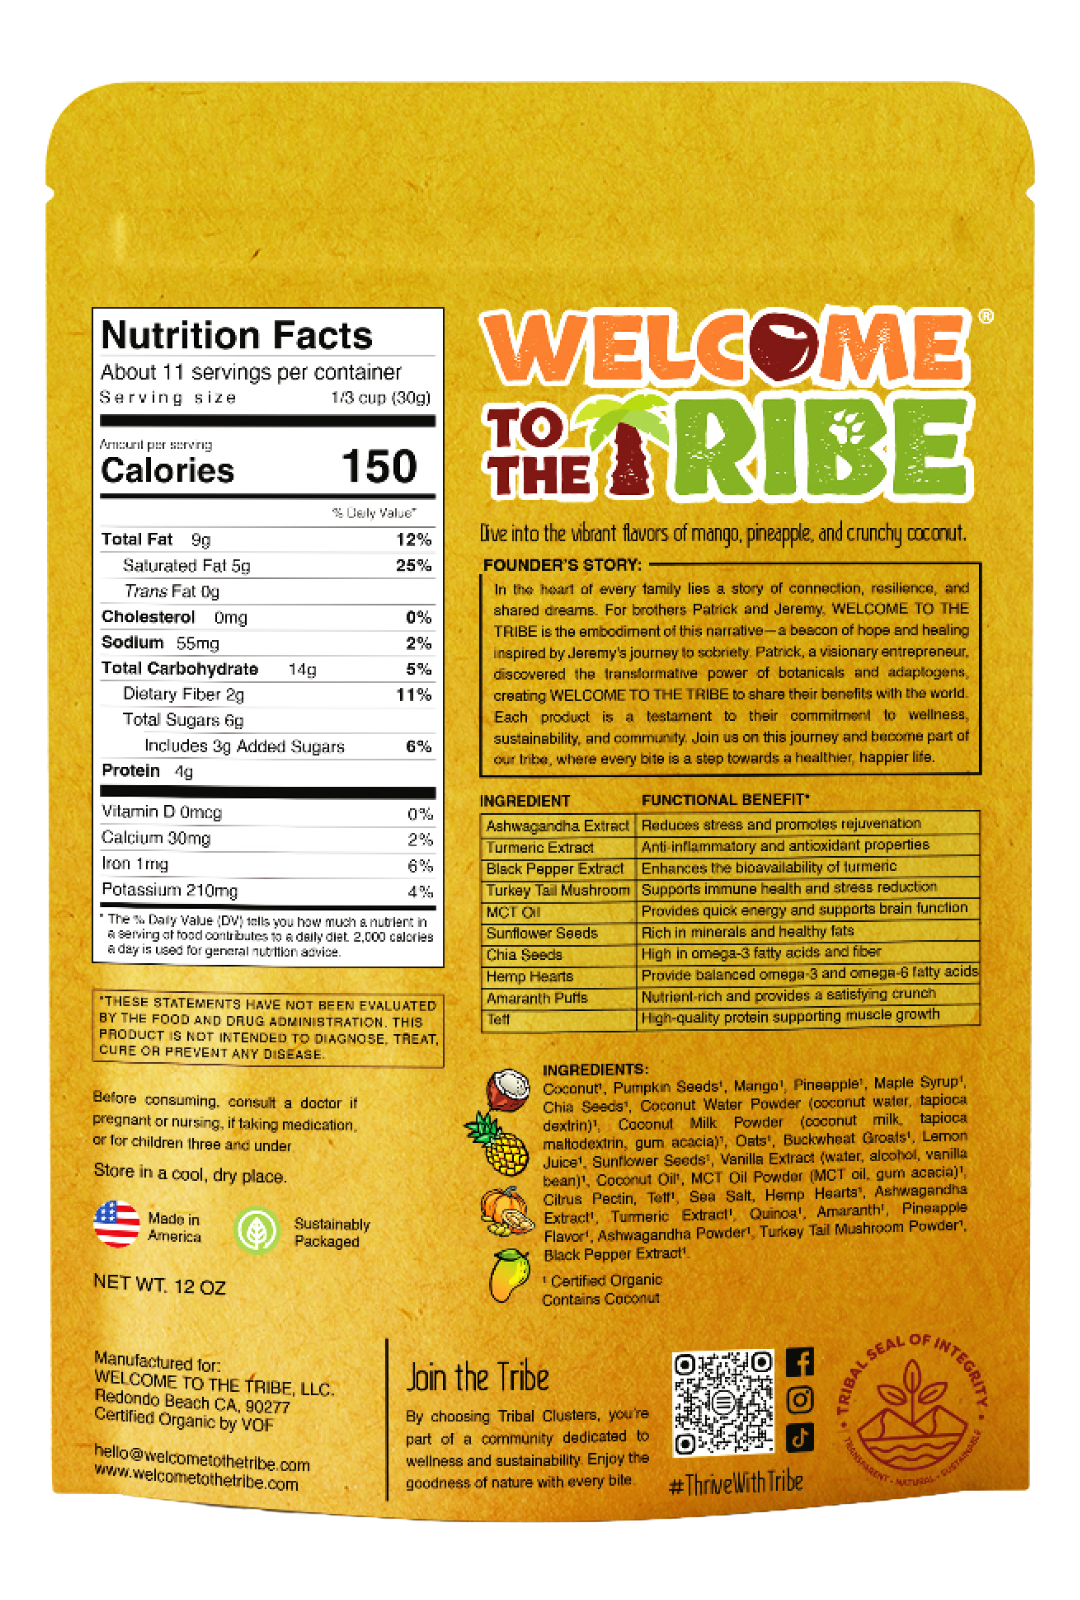 Nutrition Facts
About 11 servings per container
Serving size 1/3 cup (30g)
Amount per serving
Calories 150
% Daily Value*
Total Fat 9g 12%
Saturated Fat 5g 25%
Trans Fat 0g
Cholesterol 0mg 0%
Sodium 55mg 2%
Total Carbohydrate 14g 5%
Dietary Fiber 2g 11%
Total Sugars 6g
Includes 3g Added Sugars 6%
Protein 4g
Vitamin D 0mcg 0%
Calcium 30mg 2%
Iron 1mg 6%
Potassium 210mg 4%
* The % Daily Value (DV) tells you how much a nutrient in
a serving of food contributes to a daily diet. 2,000 calories
a day is used for general nutrition advice.
*THESE STATEMENTS HAVE NOT BEEN EVALUATED
BY THE FOOD AND DRUG ADMINISTRATION. THIS
PRODUCT IS NOT INTENDED TO DIAGNOSE, TREAT,
CURE OR PREVENT ANY DISEASE.
Before consuming, consult a doctor if
pregnant or nursing, if taking medication,
or for children three and under
Store in a cool, dry place.
Made in
America
Sustainably
Packaged
NET WT. 12 OZ
WELCOME®
TO THE TRIBE
Dive into the vibrant flavors of mango, pineapple, and crunchy coconut.
FOUNDER'S STORY:
In the heart of every family lies a story of connection, resilience, and
shared dreams. For brothers Patrick and Jeremy, WELCOME TO THE
TRIBE is the embodiment of this narrative—a beacon of hope and healing
inspired by Jeremy's journey to sobriety. Patrick, a visionary entrepreneur,
discovered the transformative power of botanicals and adaptogens,
creating WELCOME TO THE TRIBE to share their benefits with the world.
Each product is a testament to their commitment to wellness,
sustainability, and community. Join us on this journey and become part of
our tribe, where every bite is a step towards a healthier, happier life.
INGREDIENT FUNCTIONAL BENEFIT*
Ashwagandha Extract Reduces stress and promotes rejuvenation
Turmeric Extract Anti-inflammatory and antioxidant properties
Black Pepper Extract Enhances the bioavailability of turmeric
Turkey Tail Mushroom Supports immune health and stress reduction
MCT Oil Provides quick energy and supports brain function
Sunflower Seeds Rich in minerals and healthy fats
Chia Seeds High in omega-3 fatty acids and fiber
Hemp Hearts Provide balanced omega-3 and omega-6 fatty acids
Amaranth Puffs Nutrient-rich and provides a satisfying crunch
Teff High-quality protein supporting muscle growth
INGREDIENTS:
Coconut¹, Pumpkin Seeds¹, Mango¹, Pineapple¹, Maple Syrup¹,
Chia Seeds¹, Coconut Water Powder (coconut water, tapioca
dextrin)¹, Coconut Milk Powder (coconut milk, tapioca
maltodextrin, gum acacia)¹, Oats¹, Buckwheat Groats¹, Lemon
Juice¹, Sunflower Seeds¹, Vanilla Extract (water, alcohol, vanilla
bean)¹, Coconut Oil¹, MCT Oil Powder (MCT oil, gum acacia)¹,
Citrus Pectin, Teff¹, Sea Salt, Hemp Hearts¹, Ashwagandha
Extract¹, Turmeric Extract¹, Quinoa¹, Amaranth¹, Pineapple
Flavor¹, Ashwagandha Powder¹, Turkey Tail Mushroom Powder¹,
Black Pepper Extract¹.
¹ Certified Organic
Contains Coconut
Manufactured for:
WELCOME TO THE TRIBE, LLC.
Redondo Beach CA, 90277
Certified Organic by VOF
hello@welcometothetribe.com
www.welcometothetribe.com
Join the Tribe
By choosing Tribal Clusters, you're
part of a community dedicated to
wellness and sustainability. Enjoy the
goodness of nature with every bite
#ThriveWithTribe
• TRIBAL SEAL OF INTEGRITY •
TRANSPARENT • NATURAL • SUSTAINABLE